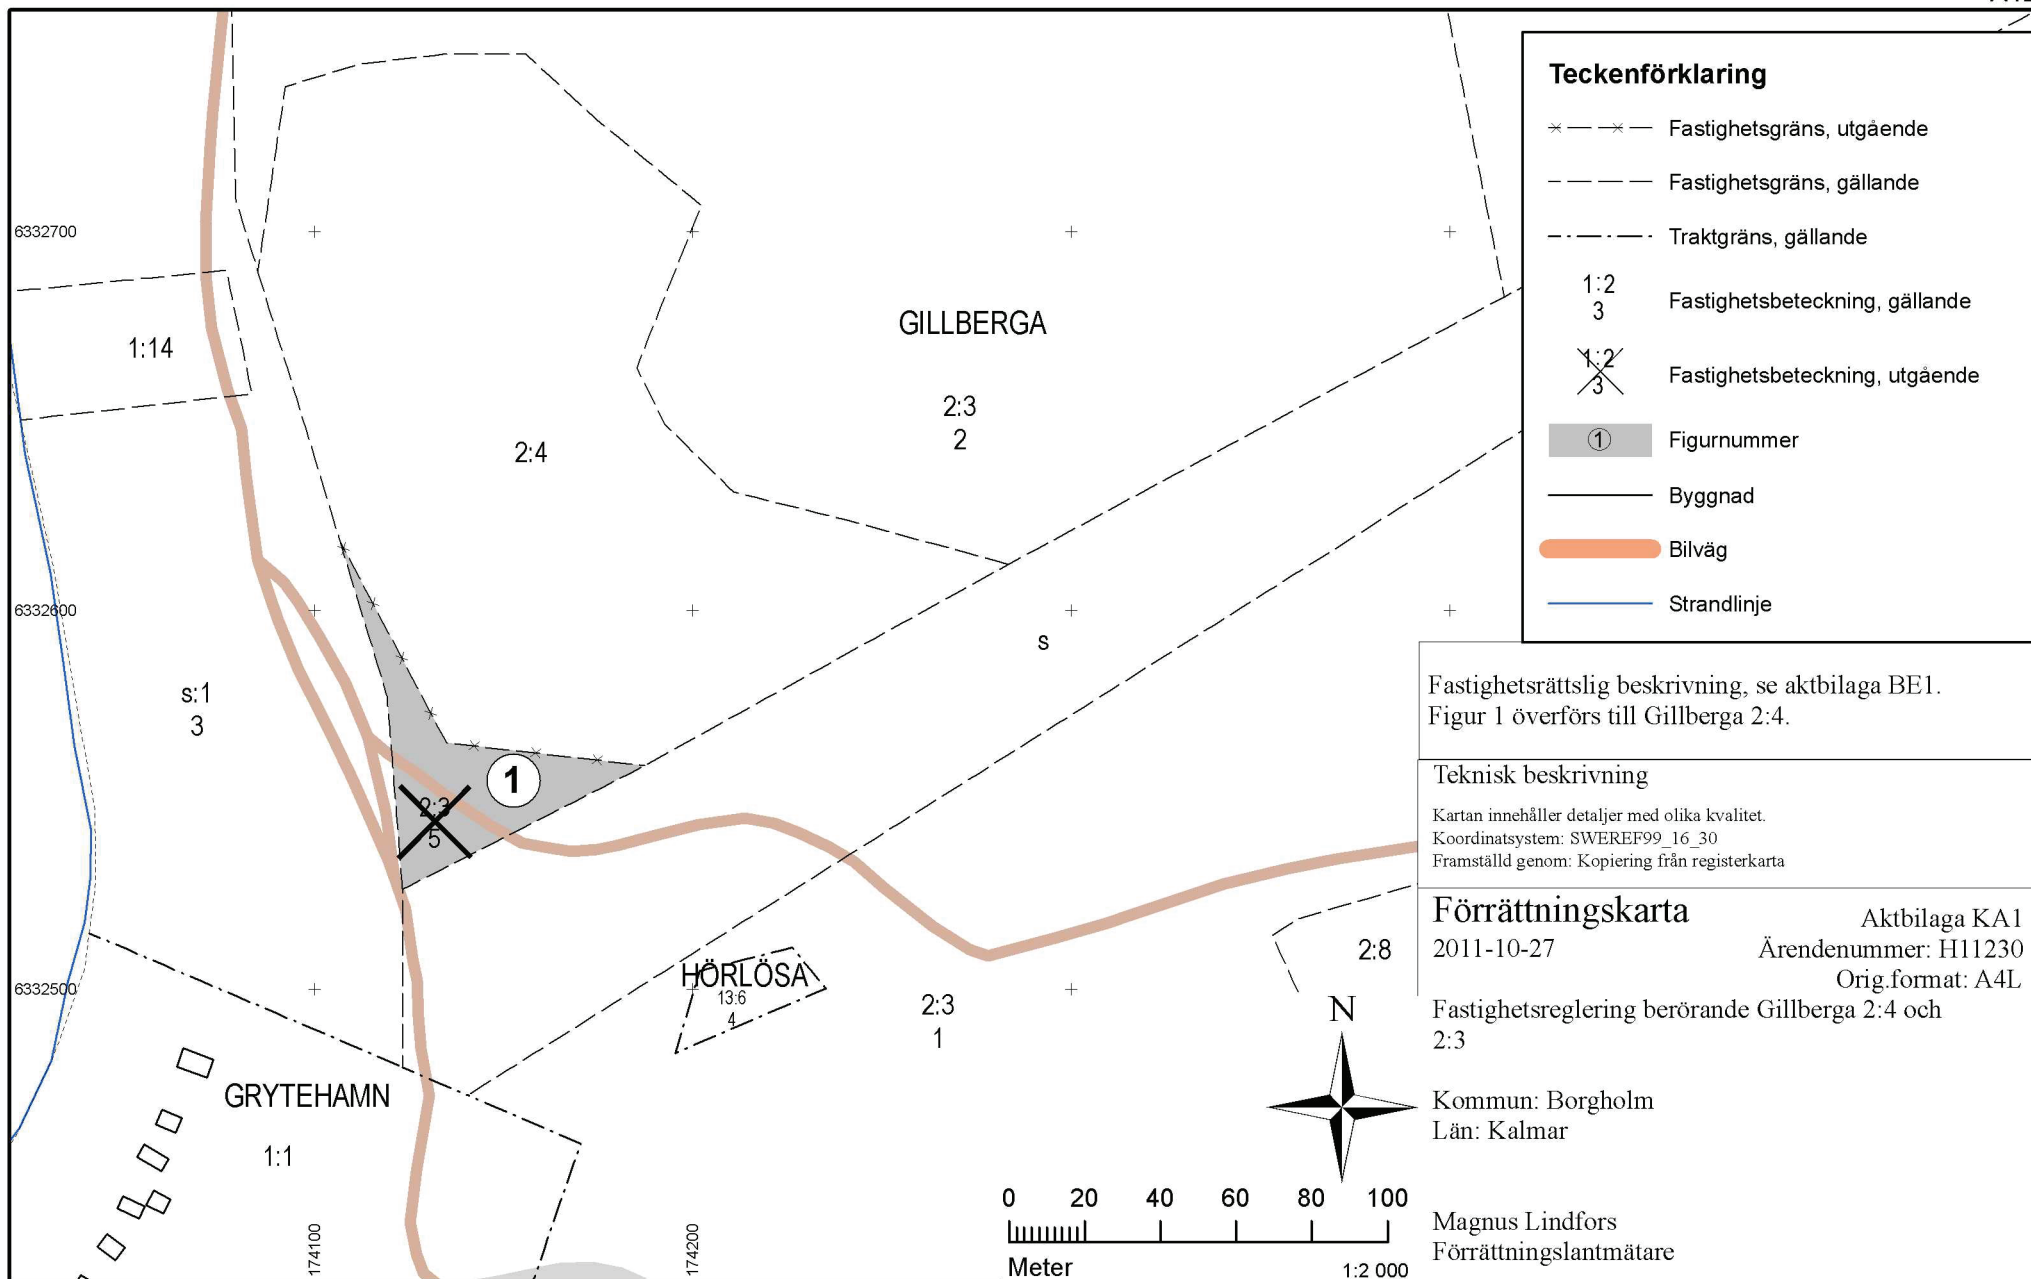 Teckenförklaring
Fastighetsgräns, utgående
Fastighetsgräns, gällande
Traktgräns, gällande
1:2
3
Fastighetsbeteckning, gällande
1:2
3
Fastighetsbeteckning, utgående
1
Figurnummer
Byggnad
Bilväg
Strandlinje
6332700
1:14
GILLBERGA
2:3
2
2:4
6332600
s
s:1
3
1
2:3
5
Fastighetsrättslig beskrivning, se aktbilaga BE1.
Figur 1 överförs till Gillberga 2:4.
Teknisk beskrivning
Kartan innehåller detaljer med olika kvalitet.
Koordinatsystem: SWEREF99_16_30
Framställd genom: Kopiering från registerkarta
Förrättningskarta
2011-10-27
Aktbilaga KA1
Ärendenummer: H11230
Orig.format: A4L
Fastighetsreglering berörande Gillberga 2:4 och
2:3
Kommun: Borgholm
Län: Kalmar
Magnus Lindfors
Förrättningslantmätare
2:8
6332500
HÖRLÖSA
13:6
4
2:3
1
N
GRYTEHAMN
1:1
174100
174200
0 20 40 60 80 100
Meter
1:2 000